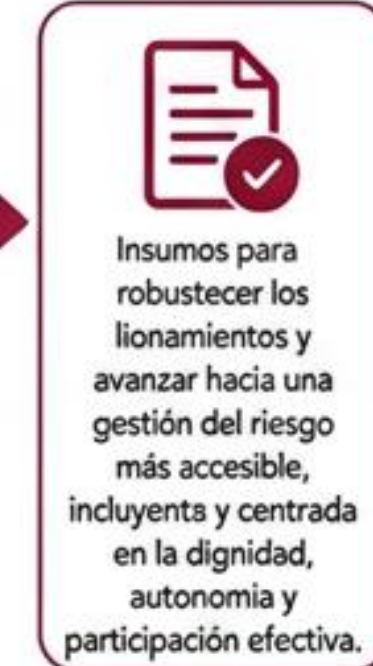 Insumos para
robustecer los
lionamientos y
avanzar hacia una
gestión del riesgo
más accesible,
incluyents y centrada
en la dignidad,
autonomia y
participación efectiva.